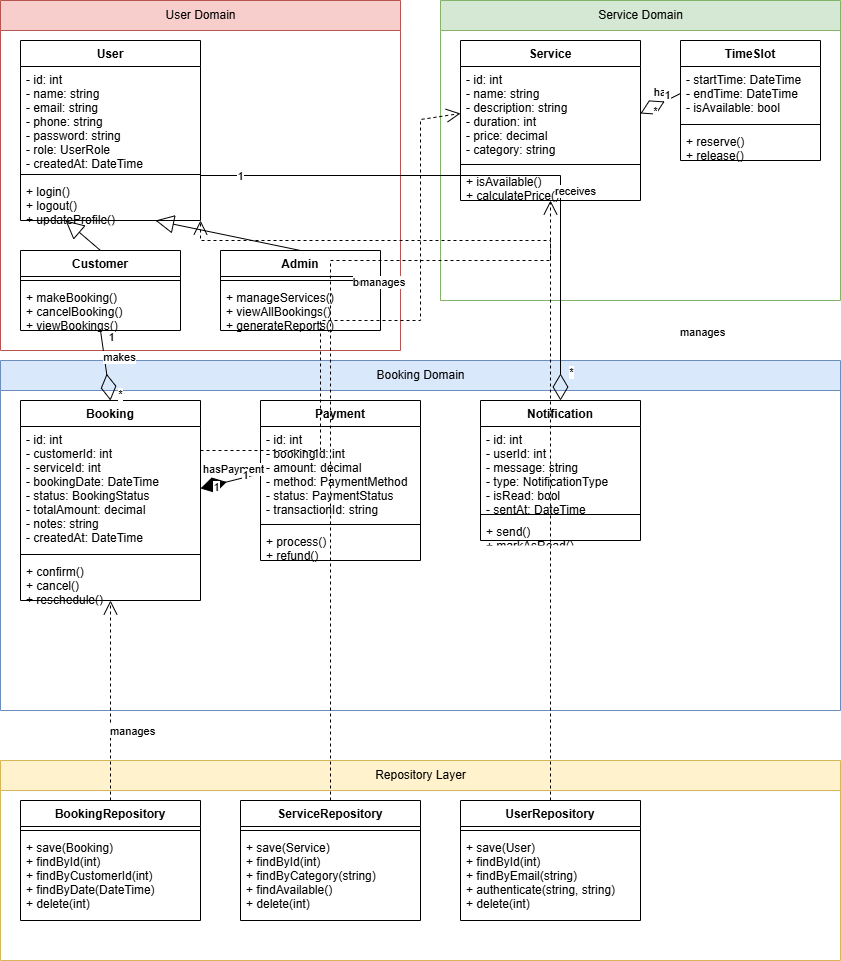 User Domain
User
- id: int
- name: string
- email: string
- phone: string
- password: string
- role: UserRole
- createdAt: DateTime
+ login()
+ logout()
+ updateProfile()
Customer
+ makeBooking()
+ cancelBooking()
+ viewBookings()
Admin
+ manageServices()
+ viewAllBookings()
+ generateReports()
Service Domain
Service
- id: int
- name: string
- description: string
- duration: int
- price: decimal
- category: string
+ isAvailable()
+ calculatePrice()
TimeSlot
- startTime: DateTime
- endTime: DateTime
- isAvailable: bool
+ reserve()
+ release()
1
*
1
receives
*
manages
manages
1
makes
*
Booking Domain
Booking
- id: int
- customerId: int
- serviceId: int
- bookingDate: DateTime
- status: BookingStatus
- totalAmount: decimal
- notes: string
- createdAt: DateTime
+ confirm()
+ cancel()
+ reschedule()
hasPayment
1
1
Payment
- id: int
- bookingId: int
- amount: decimal
- method: PaymentMethod
- status: PaymentStatus
- transactionId: string
+ process()
+ refund()
Notification
- id: int
- userId: int
- message: string
- type: NotificationType
- isRead: bool
- sentAt: DateTime
+ send()
+ markAsRead()
manages
Repository Layer
BookingRepository
+ save(Booking)
+ findById(int)
+ findByCustomerId(int)
+ findByDate(DateTime)
+ delete(int)
ServiceRepository
+ save(Service)
+ findById(int)
+ findByCategory(string)
+ findAvailable()
+ delete(int)
UserRepository
+ save(User)
+ findById(int)
+ findByEmail(string)
+ authenticate(string, string)
+ delete(int)